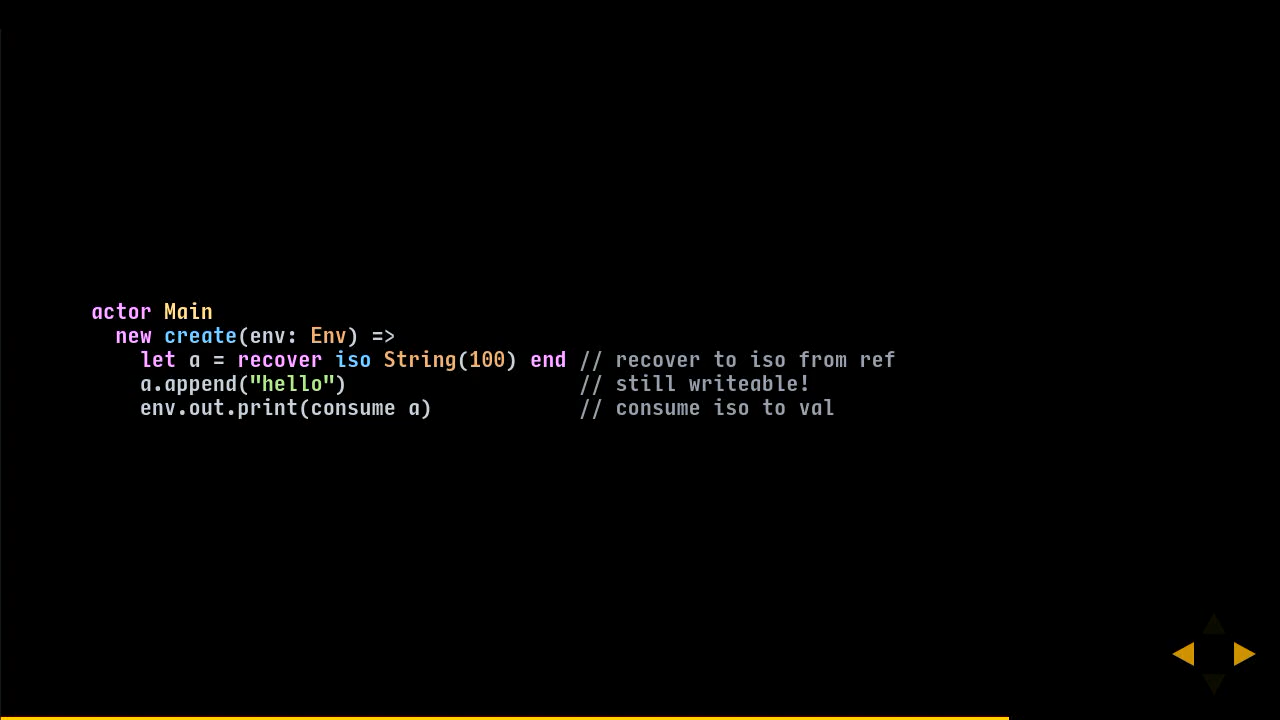 actor Main
new create(env: Env) =>
let a = recover iso String(100) end // recover to iso from ref
a.append("hello") // still writeable!
env.out.print(consume a) // consume iso to val